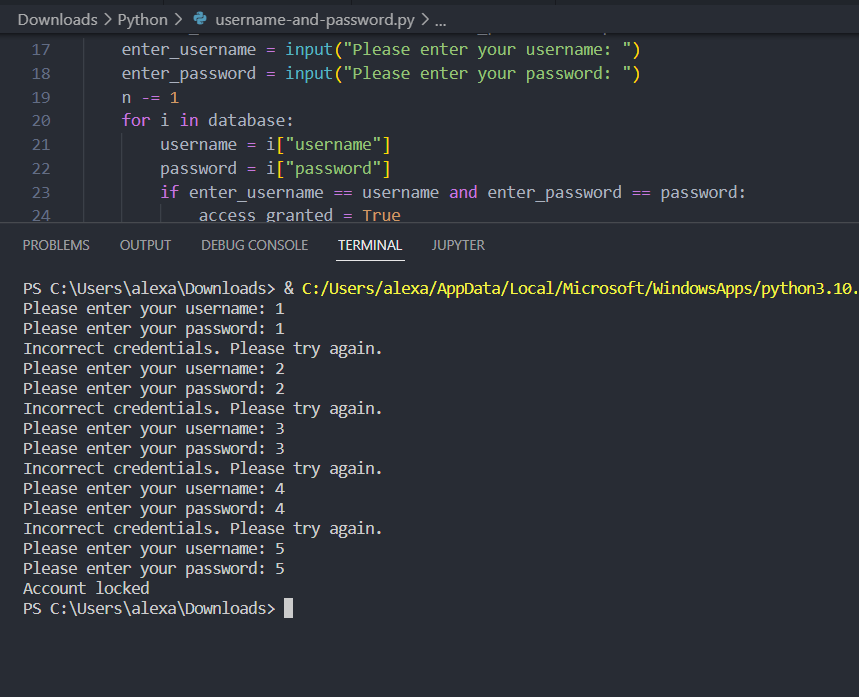 Downloads > Python > username-and-password.py > ...
17 enter_username = input("Please enter your username: ")
18 enter_password = input("Please enter your password: ")
19 n -= 1
20 for i in database:
21 username = i["username"]
22 password = i["password"]
23 if enter_username == username and enter_password == password:
24 access_granted = True
PROBLEMS OUTPUT DEBUG CONSOLE TERMINAL JUPYTER
PS C:\Users\alexa\Downloads> & C:/Users/alexa/AppData/Local/Microsoft/WindowsApps/python3.10.
Please enter your username: 1
Please enter your password: 1
Incorrect credentials. Please try again.
Please enter your username: 2
Please enter your password: 2
Incorrect credentials. Please try again.
Please enter your username: 3
Please enter your password: 3
Incorrect credentials. Please try again.
Please enter your username: 4
Please enter your password: 4
Incorrect credentials. Please try again.
Please enter your username: 5
Please enter your password: 5
Account locked
PS C:\Users\alexa\Downloads>